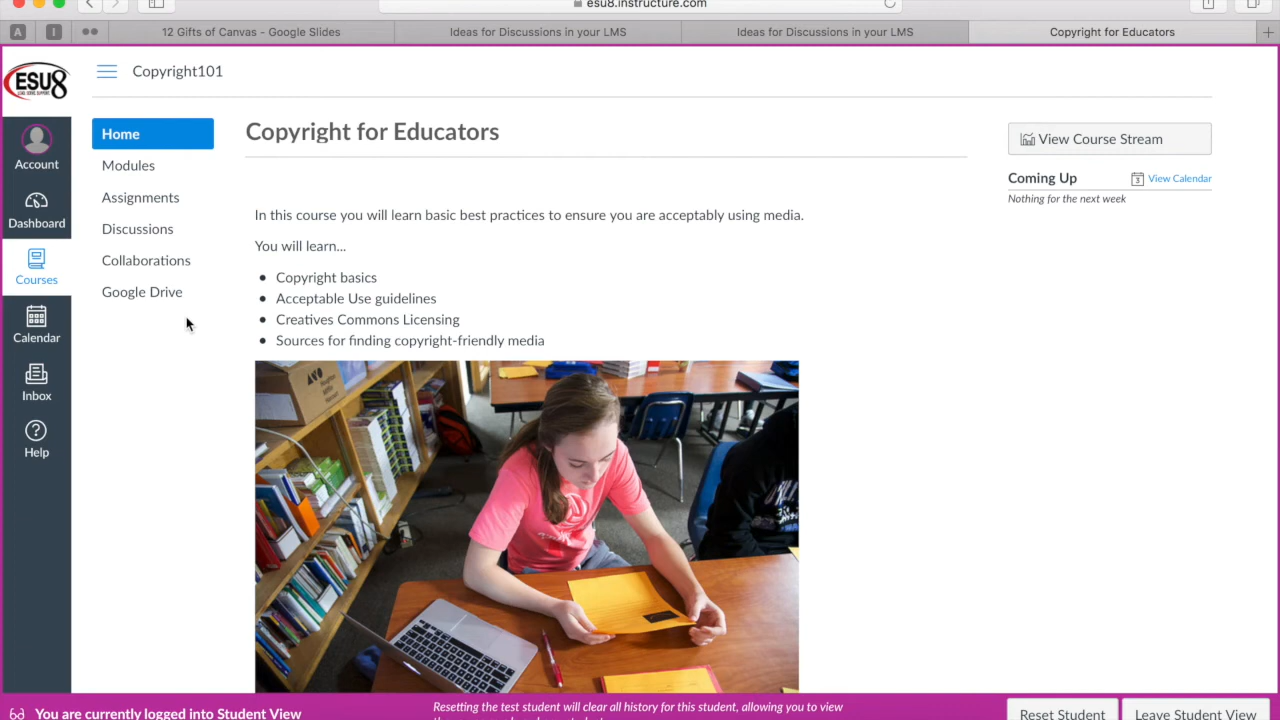 esu8.instructure.com
A
I
12 Gifts of Canvas - Google Slides
Ideas for Discussions in your LMS
Ideas for Discussions in your LMS
Copyright for Educators
ESU8
Copyright101
Account
Dashboard
Courses
Calendar
Inbox
Help
Home
Modules
Assignments
Discussions
Collaborations
Google Drive
Copyright for Educators
In this course you will learn basic best practices to ensure you are acceptably using media.
You will learn...
Copyright basics
Acceptable Use guidelines
Creatives Commons Licensing
Sources for finding copyright-friendly media
View Course Stream
Coming Up
View Calendar
Nothing for the next week
You are currently logged into Student View
Resetting the test student will clear all history for this student, allowing you to view
Reset Student
Leave Student View